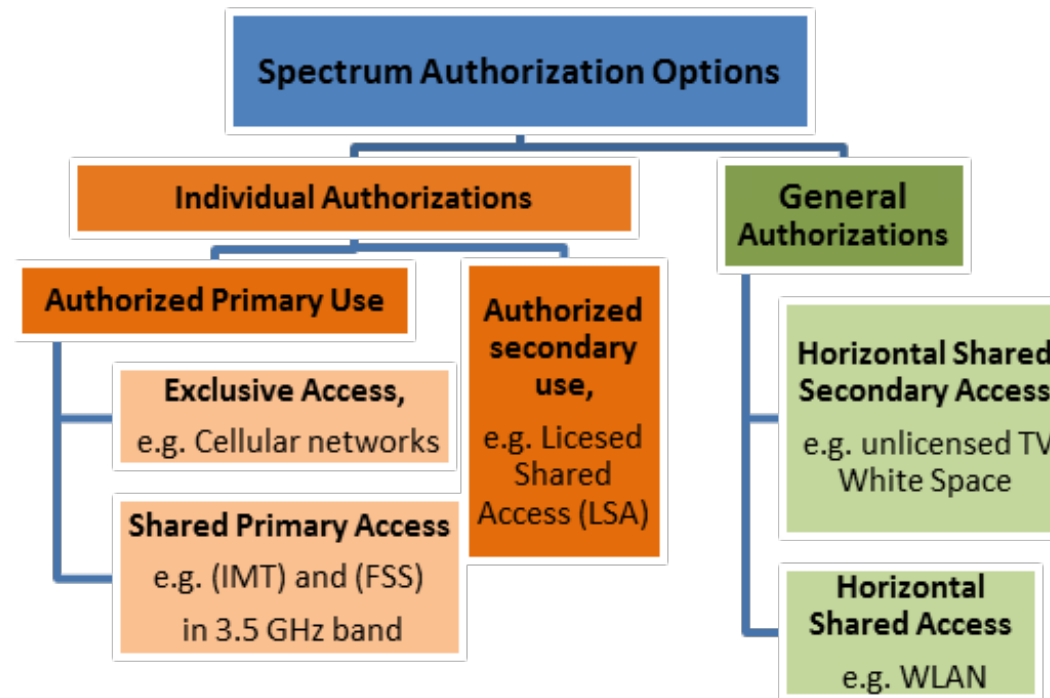 Spectrum Authorization Options
Individual Authorizations
General
Authorizations
Authorized Primary Use
Authorized
secondary
use,
e.g. Licesed
Shared
Access (LSA)
Exclusive Access,
e.g. Cellular networks
Shared Primary Access
e.g. (IMT) and (FSS)
in 3.5 GHz band
Horizontal Shared
Secondary Access
e.g. unlicensed TV
White Space
Horizontal
Shared Access
e.g. WLAN